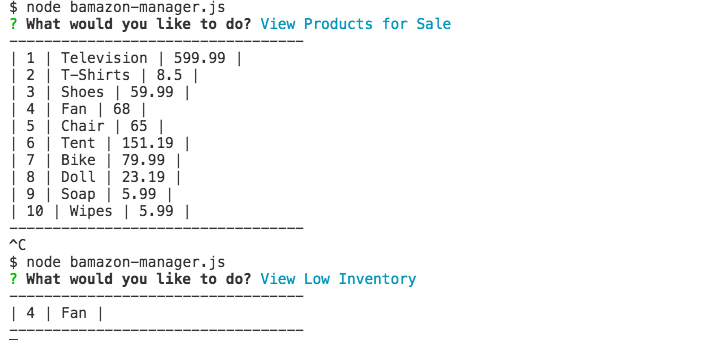 $ node bamazon-manager.js
? What would you like to do? View Products for Sale
----------------------------------
| 1 | Television | 599.99 |
| 2 | T-Shirts | 8.5 |
| 3 | Shoes | 59.99 |
| 4 | Fan | 68 |
| 5 | Chair | 65 |
| 6 | Tent | 151.19 |
| 7 | Bike | 79.99 |
| 8 | Doll | 23.19 |
| 9 | Soap | 5.99 |
| 10 | Wipes | 5.99 |
----------------------------------
^C
$ node bamazon-manager.js
? What would you like to do? View Low Inventory
----------------------------------
| 4 | Fan |
----------------------------------